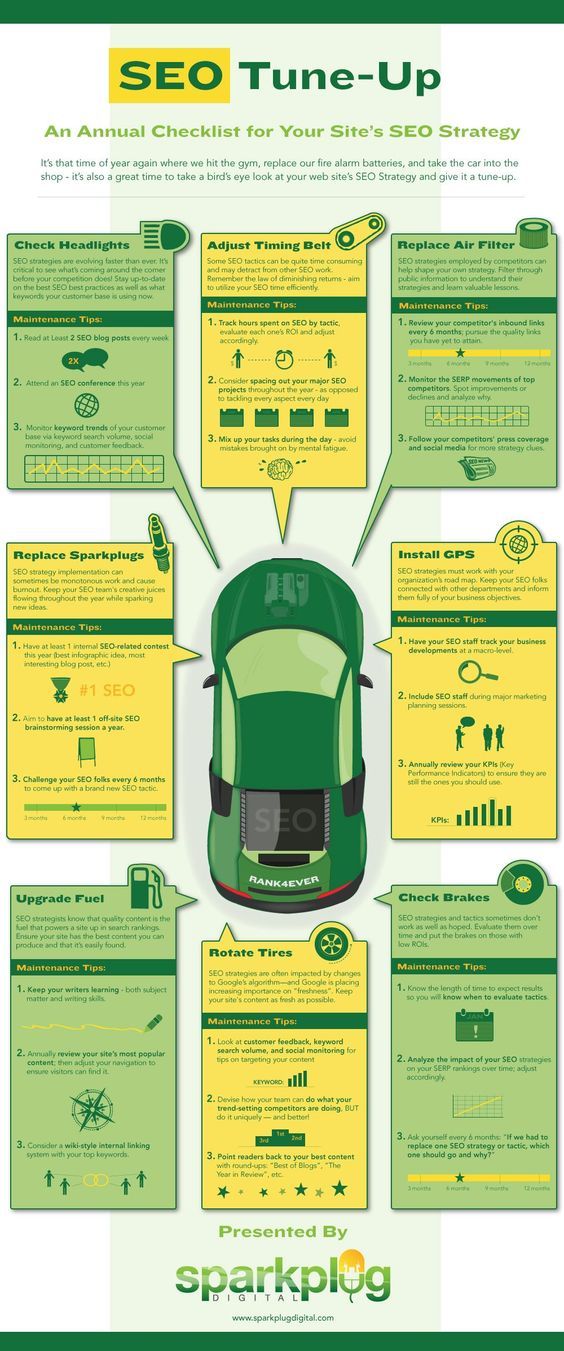 SEO Tune-Up
An Annual Checklist for Your Site's SEO Strategy
It's that time of year again where we hit the gym, replace our fire alarm batteries, and take the car into the
shop - it's also a great time to take a bird's eye look at your web site's SEO Strategy and give it a tune-up.
Check Headlights
SEO strategies are evolving faster than ever. It's
critical to see what's coming around the corner
before your competition does! Stay up-to-date
on the best SEO best practices as well as what
keywords your customer base is using now.
Maintenance Tips:
1. Read at Least 2 SEO blog posts every week
2X
2. Attend an SEO conference this year
3. Monitor keyword trends of your customer
base via keyword search volume, social
monitoring, and customer feedback.
Adjust Timing Belt
Some SEO tactics can be quite time consuming
and may detract from other SEO work.
Remember the law of diminishing returns - aim
to utilize your SEO time efficiently.
Maintenance Tips:
1. Track hours spent on SEO by tactic,
evaluate each one's ROI and adjust
accordingly.
2. Consider spacing out your major SEO
projects throughout the year - as opposed
to tackling every aspect every day
3. Mix up your tasks during the day - avoid
mistakes brought on by mental fatigue.
Replace Air Filter
SEO strategies employed by competitors can
help shape your own strategy. Filter through
public information to understand their
strategies and learn valuable lessons.
Maintenance Tips:
1. Review your competitor's inbound links
every 6 months; pursue the quality links
you have yet to attain.
3 months 6 months 9 months 12 months
2. Monitor the SERP movements of top
competitors. Spot improvements or
declines and analyze why.
3. Follow your competitors' press coverage
and social media for more strategy clues.
SEO NEWS
Replace Sparkplugs
SEO strategy implementation can
sometimes be monotonous work and cause
burnout. Keep your SEO team's creative juices
flowing throughout the year while sparking
new ideas.
Maintenance Tips:
1. Have at least 1 internal SEO-related contest
this year (best infographic idea, most
interesting blog post, etc.)
#1 SEO
2. Aim to have at least 1 off-site SEO
brainstorming session a year.
3. Challenge your SEO folks every 6 months
to come up with a brand new SEO tactic.
3 months 6 months 9 months 12 months
Install GPS
SEO strategies must work with your
organization's road map. Keep your SEO folks
connected with other departments and inform
them fully of your business objectives.
Maintenance Tips:
1. Have your SEO staff track your business
developments at a macro-level.
2. Include SEO staff during major marketing
planning sessions.
3. Annually review your KPIs (Key
Performance Indicators) to ensure they are
still the ones you should use.
KPIs:
SEO
RANK4EVER
Upgrade Fuel
SEO strategists know that quality content is the
fuel that powers a site up in search rankings.
Ensure your site has the best content you can
produce and that it's easily found.
Maintenance Tips:
1. Keep your writers learning - both subject
matter and writing skills.
2. Annually review your site's most popular
content; then adjust your navigation to
ensure visitors can find it.
3. Consider a wiki-style internal linking
system with your top keywords.
Rotate Tires
SEO strategies are often impacted by changes
to Google's algorithm—and Google is placing
increasing importance on "freshness". Keep
your site's content as fresh as possible.
Maintenance Tips:
1. Look at customer feedback, keyword
search volume, and social monitoring for
tips on targeting your content
KEYWORD:
2. Devise how your team can do what your
trend-setting competitors are doing, BUT
do it uniquely — and better!
3rd 1st 2nd
3. Point readers back to your best content
with round-ups: "Best of Blogs", "The
Year in Review", etc.
Check Brakes
SEO strategies and tactics sometimes don't
work as well as hoped. Evaluate them over
time and put the brakes on those with
low ROIs.
Maintenance Tips:
1. Know the length of time to expect results
so you will know when to evaluate tactics.
JAN
!
2. Analyze the impact of your SEO strategies
on your SERP rankings over time; adjust
accordingly.
3. Ask yourself every 6 months: "If we had to
replace one SEO strategy or tactic, which
one should go and why?"
3 months 6 months 9 months 12 months
Presented By
sparkplug
DIGITAL
www.sparkplugdigital.com